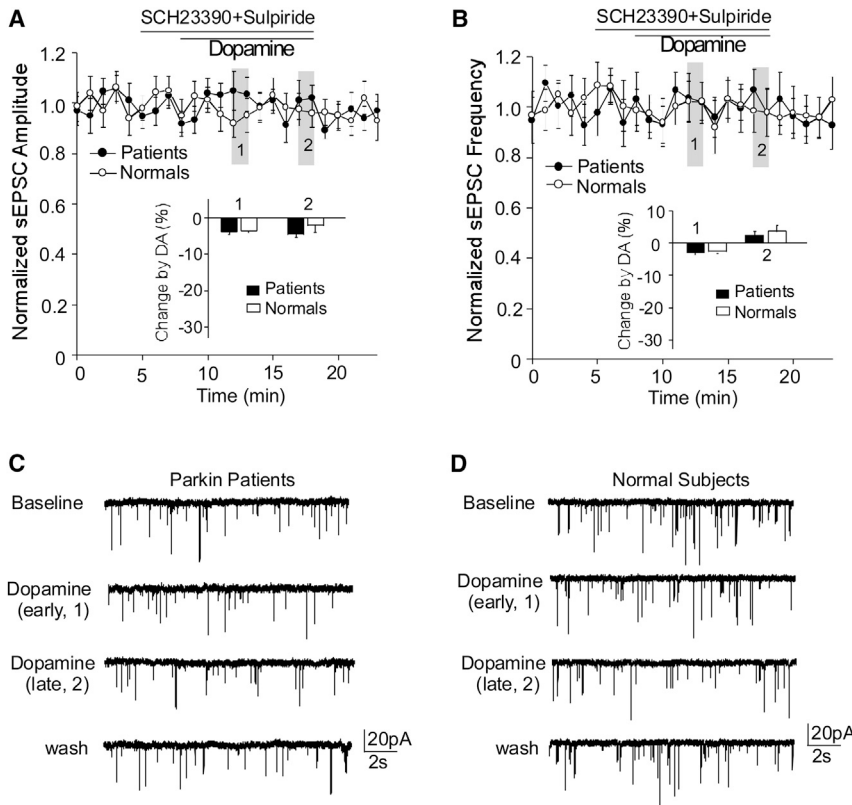 A
SCH23390+Sulpiride
Dopamine
Normalized sEPSC Amplitude
1.2
1.0
0.8
0.6
0.4
0.2
0
0
5
10
15
20
Time (min)
1
2
Patients
Normals
Change by DA (%)
1
2
0
-10
-20
-30
Patients
Normals
B
SCH23390+Sulpiride
Dopamine
Normalized sEPSC Frequency
1.2
1.0
0.8
0.6
0.4
0.2
0
0
5
10
15
20
Time (min)
1
2
Patients
Normals
Change by DA (%)
10
0
-10
-20
-30
1
2
Patients
Normals
C
Parkin Patients
Baseline
Dopamine
(early, 1)
Dopamine
(late, 2)
wash
D
Normal Subjects
Baseline
Dopamine
(early, 1)
Dopamine
(late, 2)
wash
20pA
2s
20pA
2s